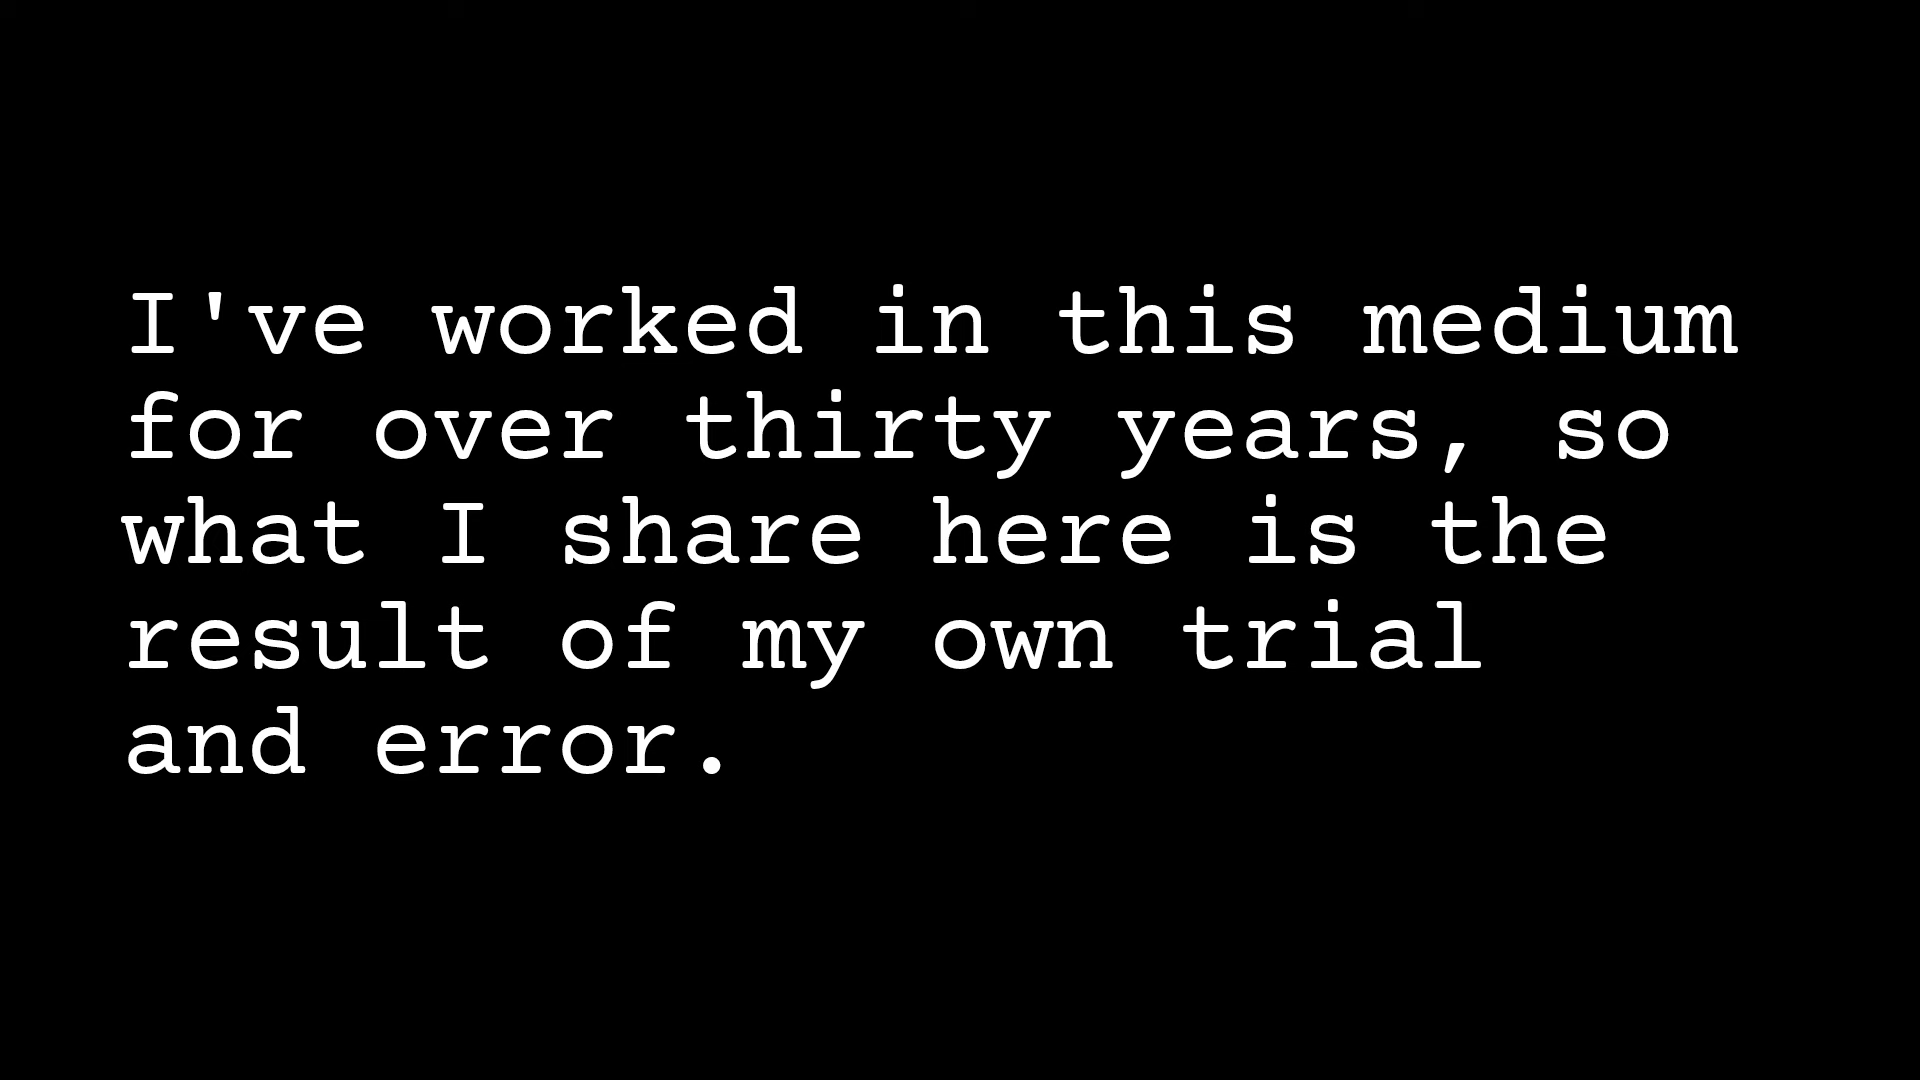 I've worked in this medium
for over thirty years, so
what I share here is the
result of my own trial
and error.